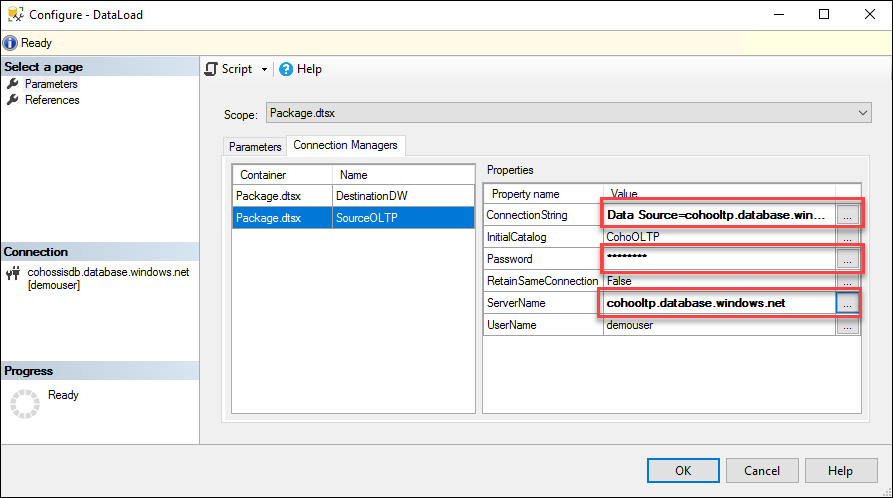 Configure - DataLoad
Ready
Select a page
Parameters
References
Script
Help
Scope: Package.dtsx
Parameters Connection Managers
Container Name
Package.dtsx DestinationDW
Package.dtsx SourceOLTP
Properties
Property name Value
ConnectionString Data Source=cohooltp.database.win... ...
InitialCatalog CohoOLTP ...
Password ******** ...
RetainSameConnection False ...
ServerName cohooltp.database.windows.net ...
UserName demouser ...
Connection
cohossisdb.database.windows.net
[demouser]
Progress
Ready
OK Cancel Help